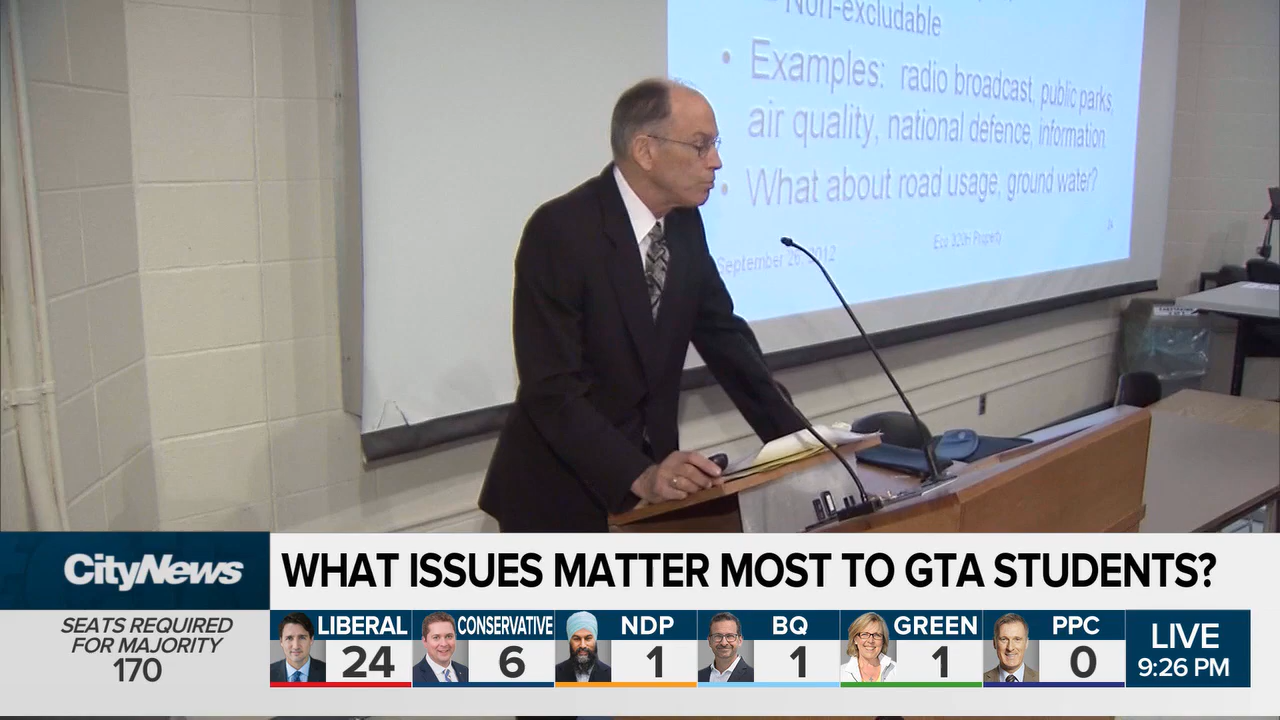 Non-excludable
• Examples: radio broadcast, public parks,
air quality, national defence, information
• What about road usage, ground water?
September 26, 2012
Eco 320H Property
CityNews
WHAT ISSUES MATTER MOST TO GTA STUDENTS?
SEATS REQUIRED
FOR MAJORITY
170
LIBERAL
24
CONSERVATIVE
6
NDP
1
BQ
1
GREEN
1
PPC
0
LIVE
9:26 PM